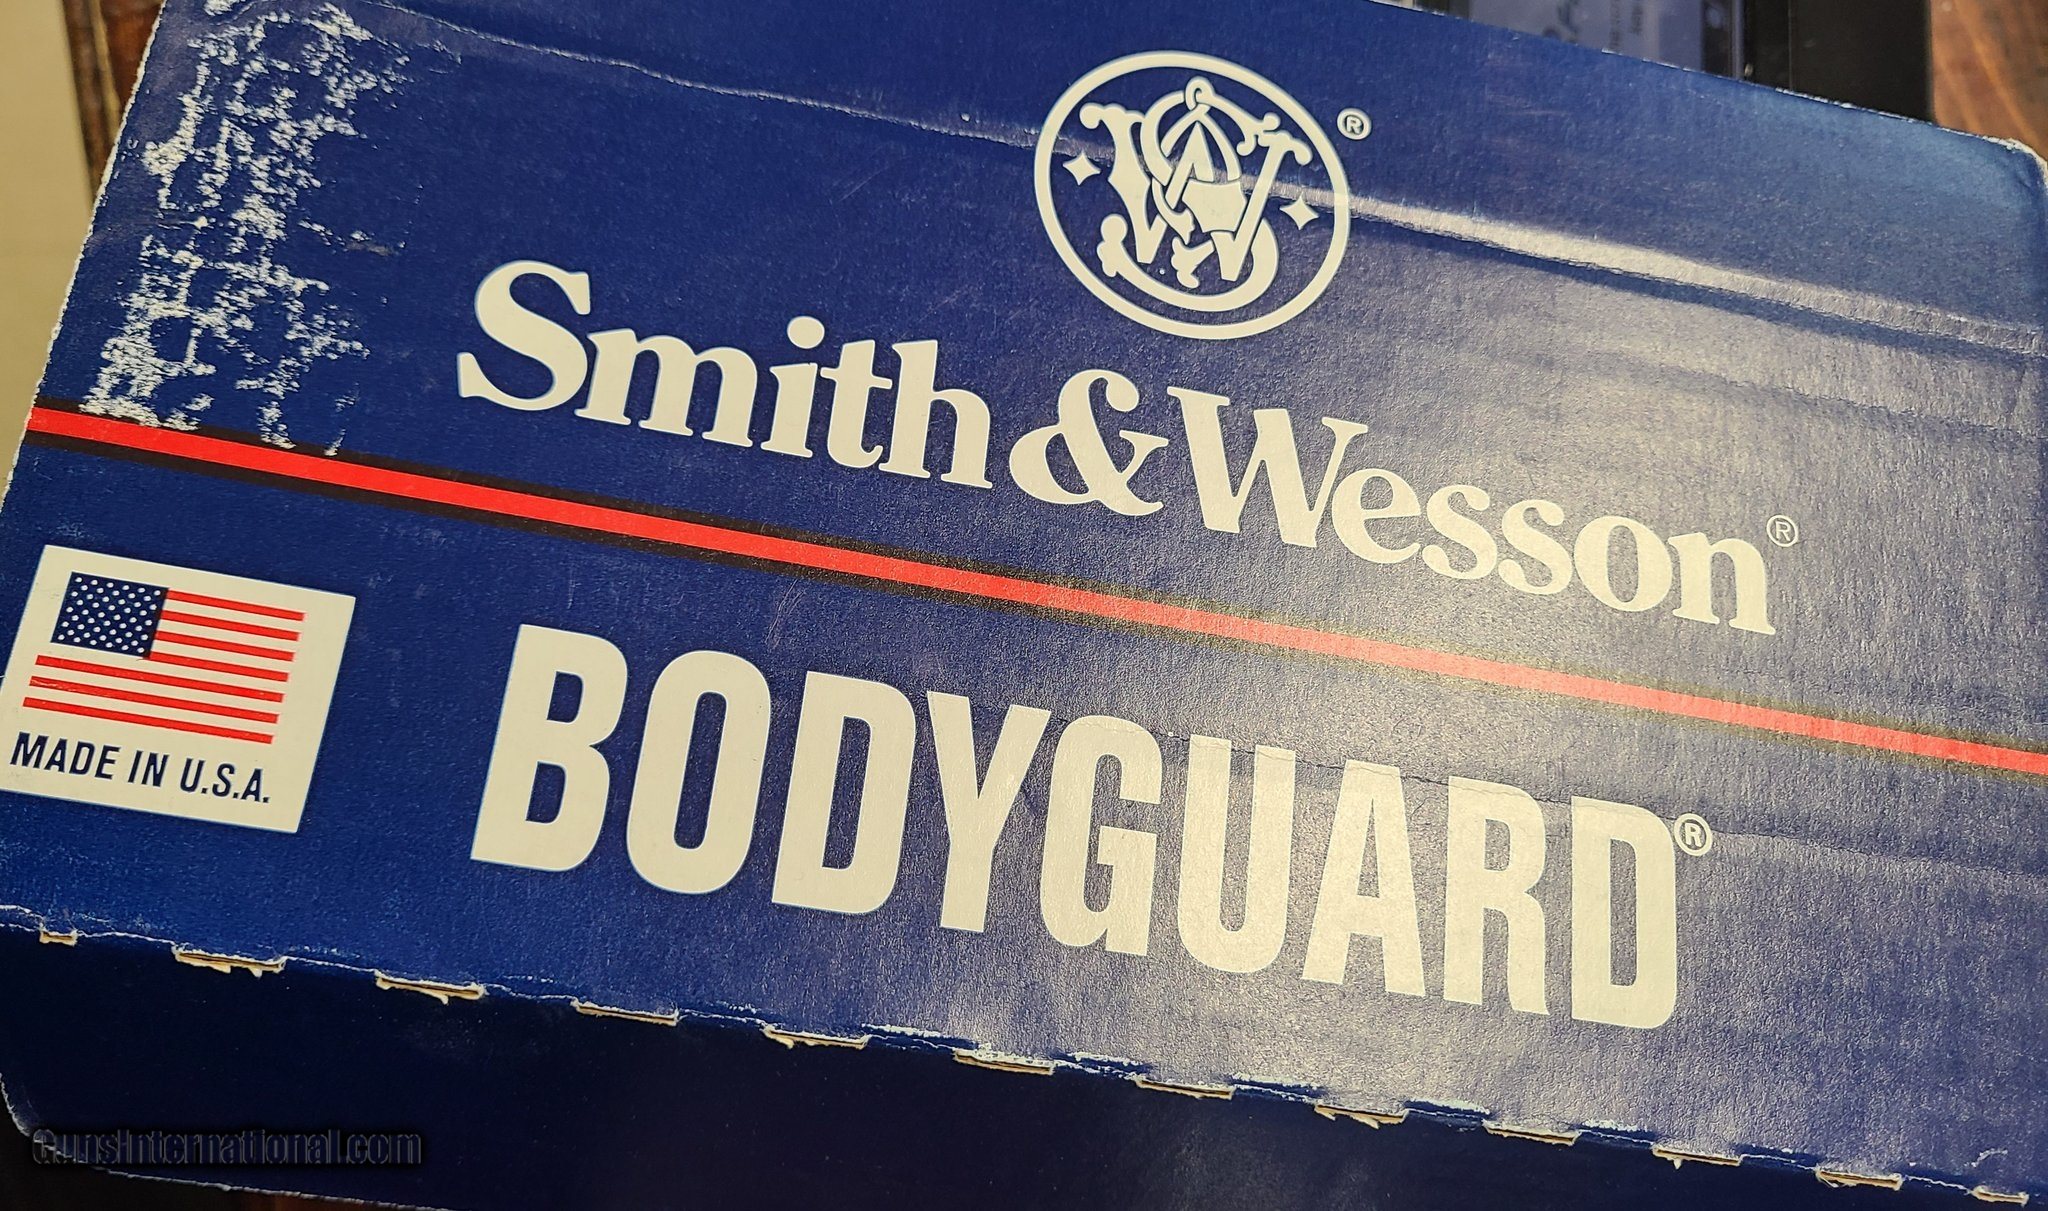 ®
Smith & Wesson®
BODYGUARD®
MADE IN U.S.A.
GunsInternational.com